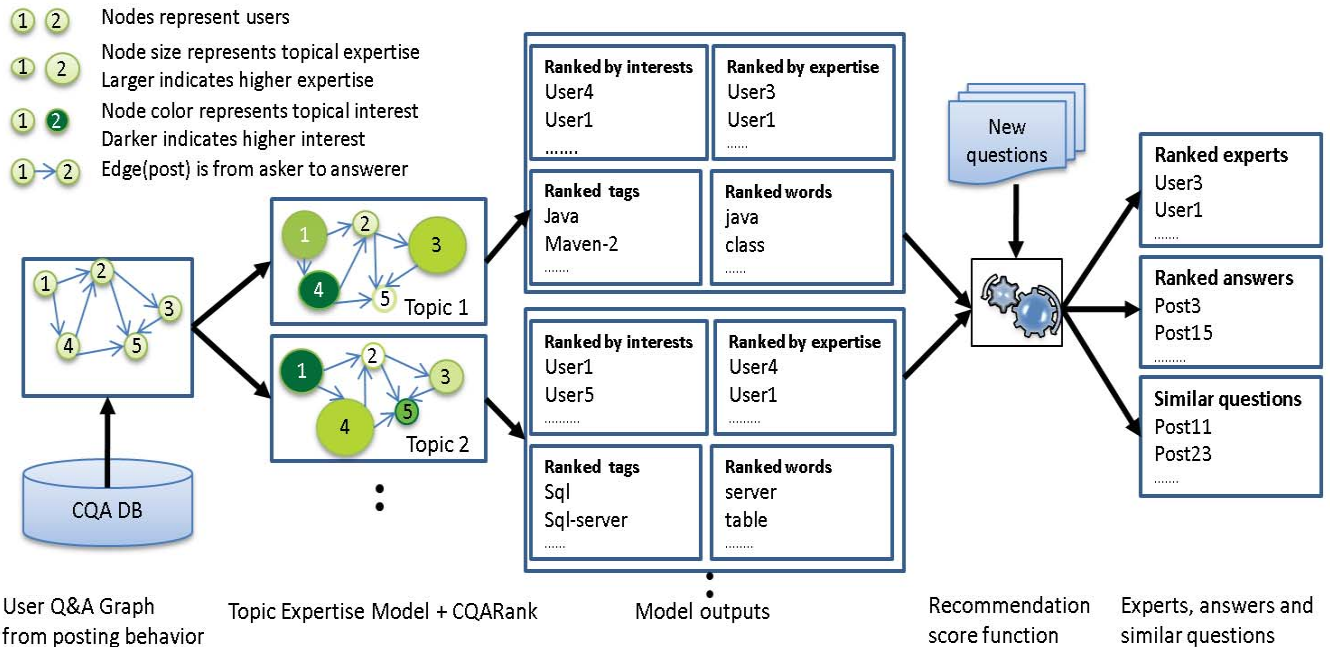 1 2 Nodes represent users
1 2 Node size represents topical expertise
Larger indicates higher expertise
1 2 Node color represents topical interest
Darker indicates higher interest
1 2 Edge(post) is from asker to answerer
1
2
3
4
5
CQA DB
1
2
3
4
5
Topic 1
1
2
3
4
5
Topic 2
Ranked by interests
User4
User1
.......
Ranked by expertise
User3
User1
......
Ranked tags
Java
Maven-2
.......
Ranked words
java
class
......
Ranked by interests
User1
User5
..........
Ranked by expertise
User4
User1
.........
Ranked tags
Sql
Sql-server
......
Ranked words
server
table
........
New
questions
Ranked experts
User3
User1
.......
Ranked answers
Post3
Post15
.........
Similar questions
Post11
Post23
.......
User Q&A Graph
from posting behavior
Topic Expertise Model + CQARank
Model outputs
Recommendation
score function
Experts, answers and
similar questions